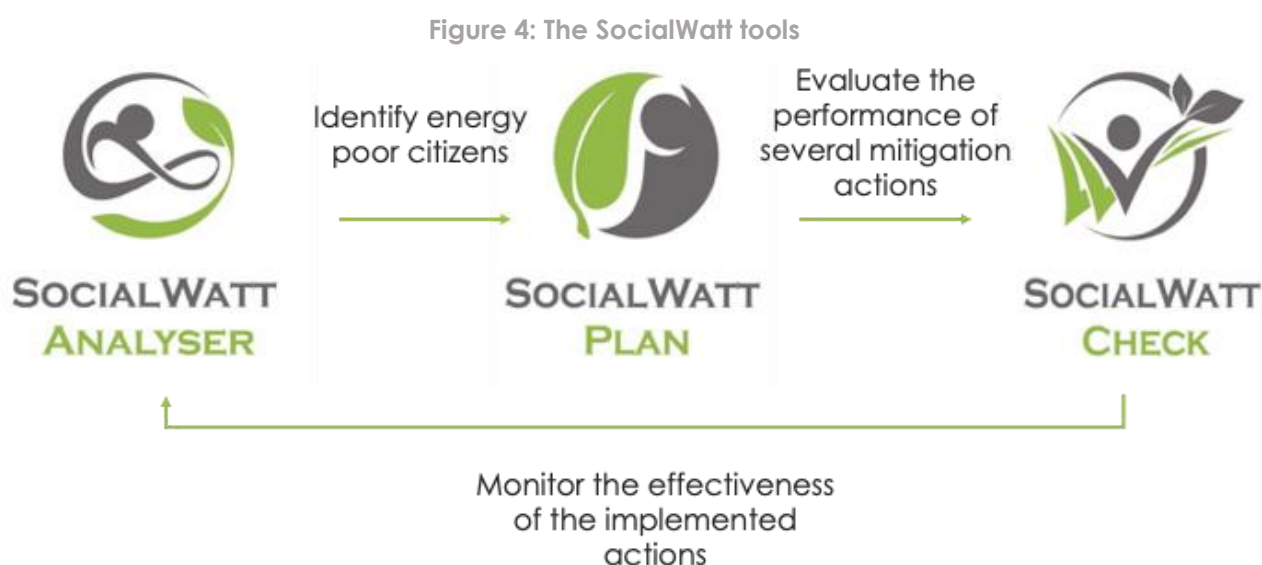 Figure 4: The SocialWatt tools
Identify energy
poor citizens
Evaluate the
performance of
several mitigation
actions
SOCIALWATT
ANALYSER
SOCIALWATT
PLAN
SOCIALWATT
CHECK
Monitor the effectiveness
of the implemented
actions